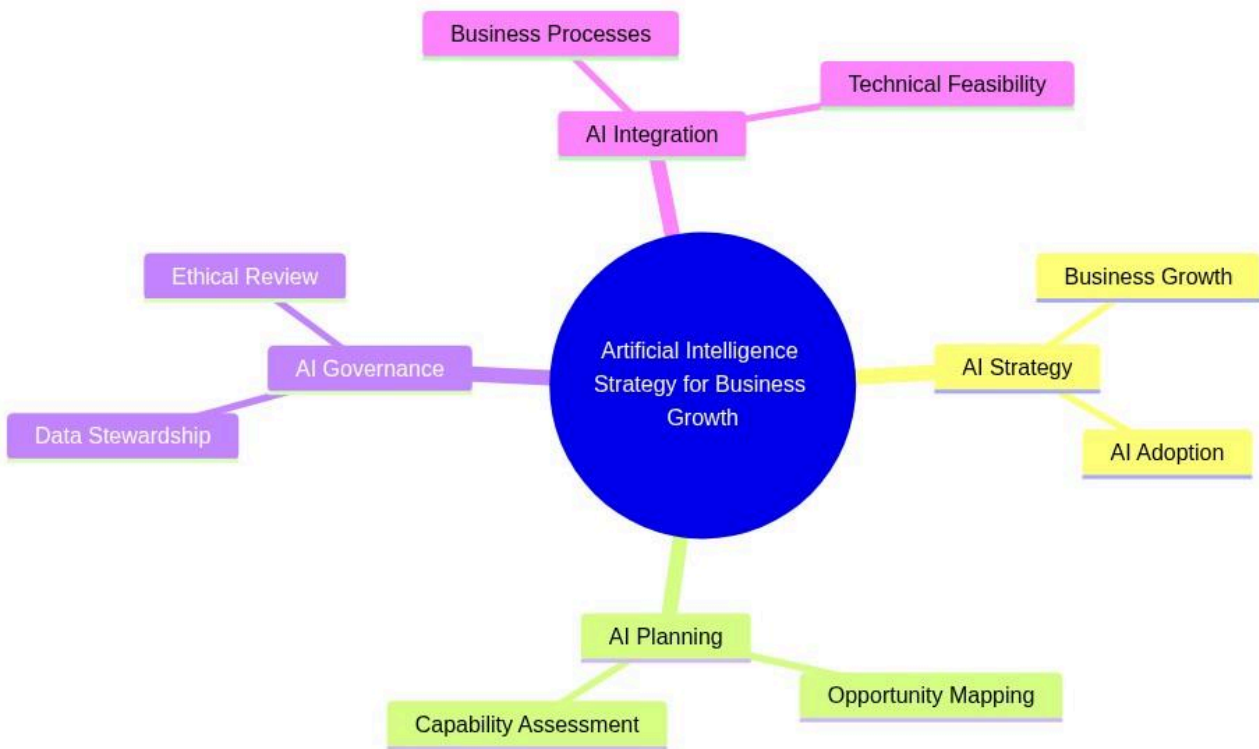 Business Processes
Technical Feasibility
AI Integration
Ethical Review
Business Growth
Artificial Intelligence
Strategy for Business
Growth
AI Governance
AI Strategy
Data Stewardship
AI Adoption
AI Planning
Opportunity Mapping
Capability Assessment